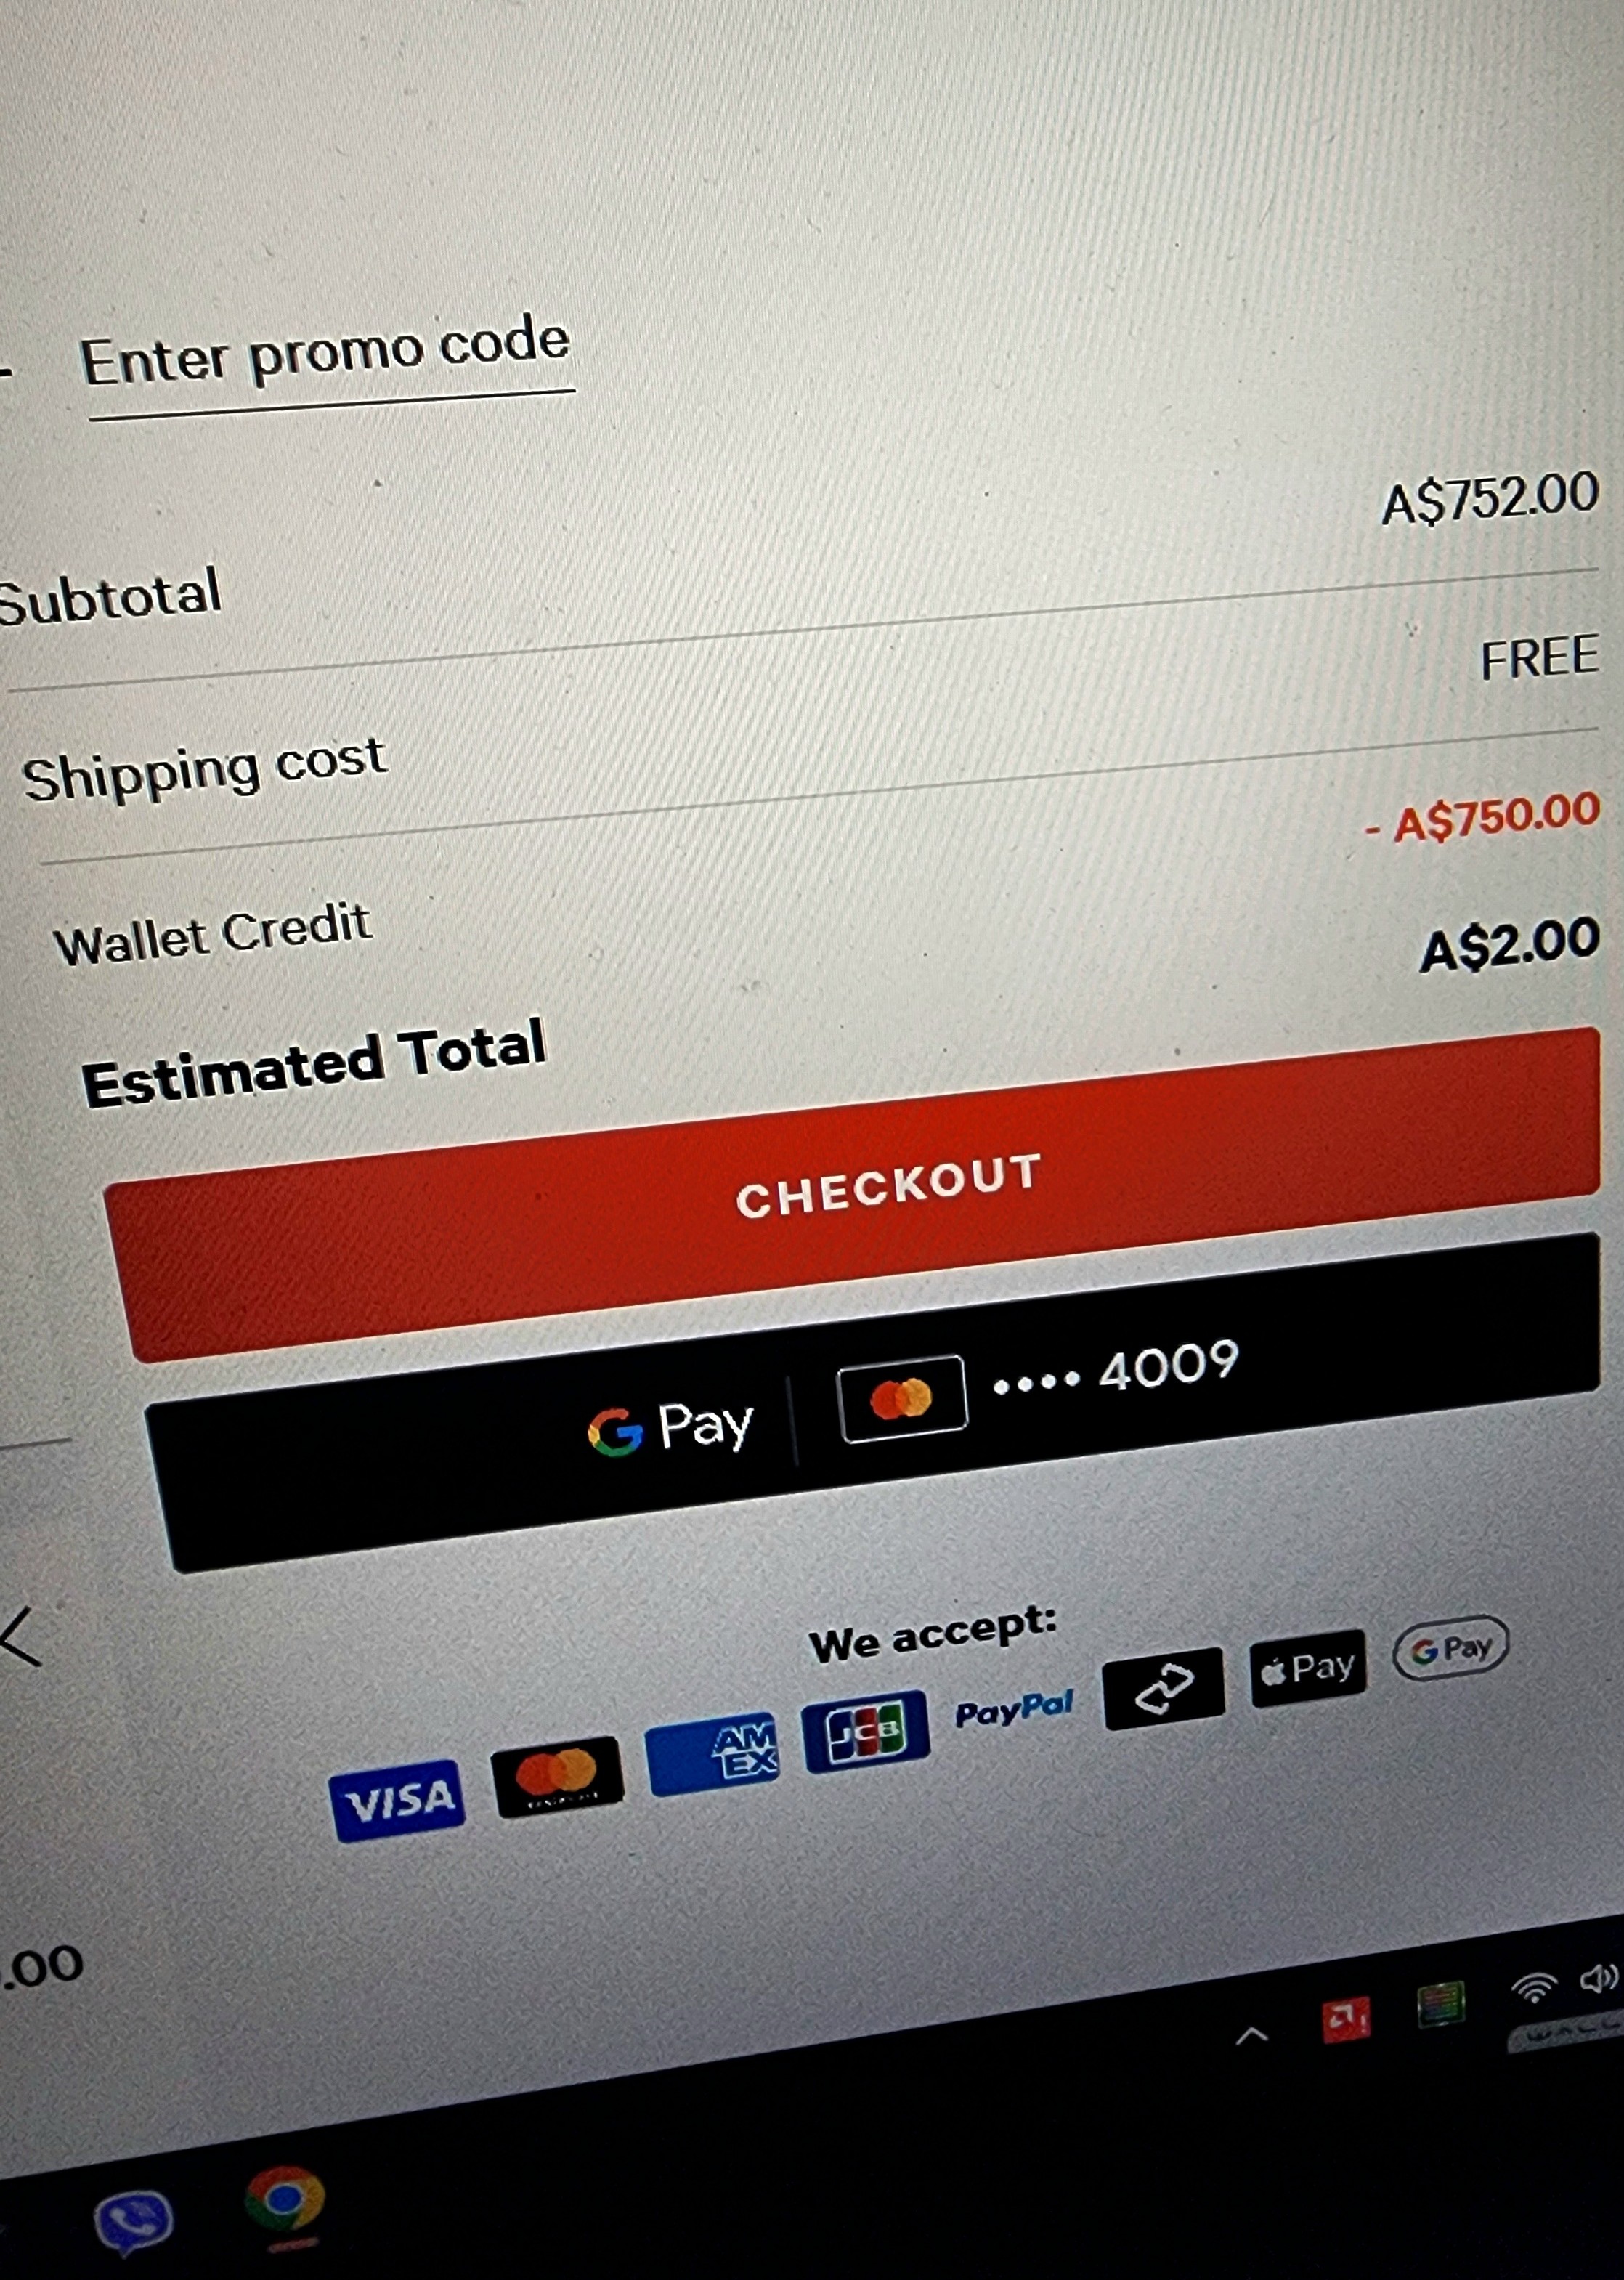 Enter promo code
Subtotal A$752.00
Shipping cost FREE
Wallet Credit - A$750.00
Estimated Total A$2.00
CHECKOUT
G Pay •••• 4009
We accept:
VISA AM EX JCB PayPal Pay G Pay
.00